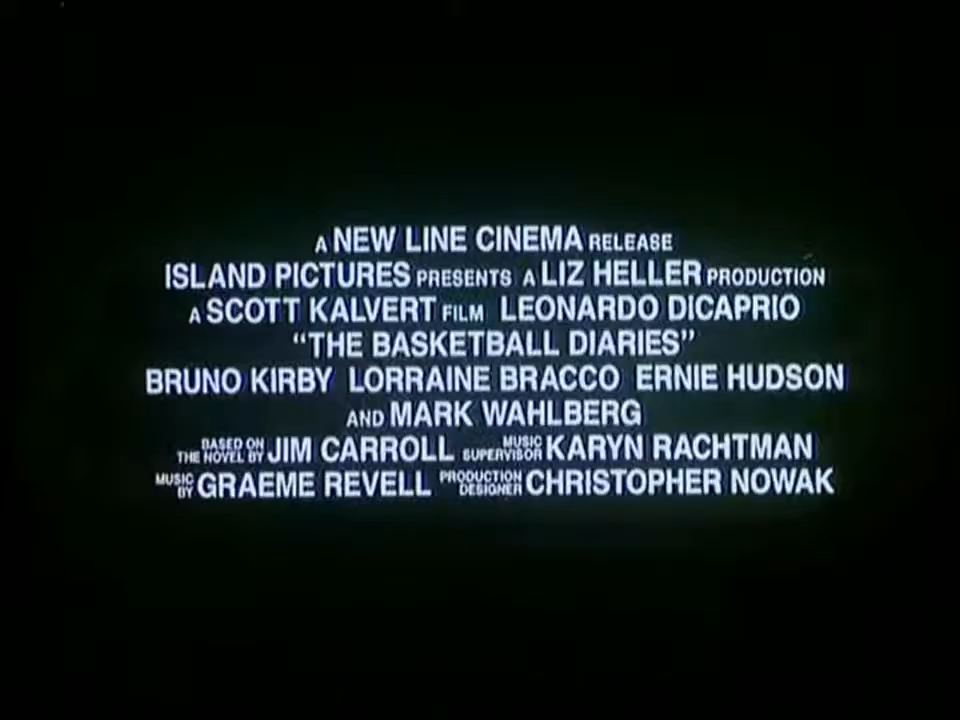 A NEW LINE CINEMA RELEASE
ISLAND PICTURES PRESENTS A LIZ HELLER PRODUCTION
A SCOTT KALVERT FILM LEONARDO DICAPRIO
“THE BASKETBALL DIARIES”
BRUNO KIRBY LORRAINE BRACCO ERNIE HUDSON
AND MARK WAHLBERG
BASED ON THE NOVEL BY JIM CARROLL MUSIC SUPERVISOR KARYN RACHTMAN
MUSIC BY GRAEME REVELL PRODUCTION DESIGNER CHRISTOPHER NOWAK